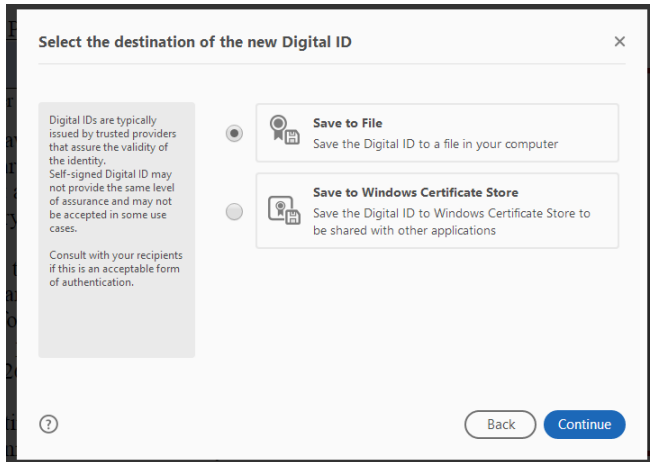 Select the destination of the new Digital ID
Digital IDs are typically
issued by trusted providers
that assure the validity of
the identity.
Self-signed Digital ID may
not provide the same level
of assurance and may not
be accepted in some use
cases.
Consult with your recipients
if this is an acceptable form
of authentication.
Save to File
Save the Digital ID to a file in your computer
Save to Windows Certificate Store
Save the Digital ID to Windows Certificate Store to
be shared with other applications
Back
Continue